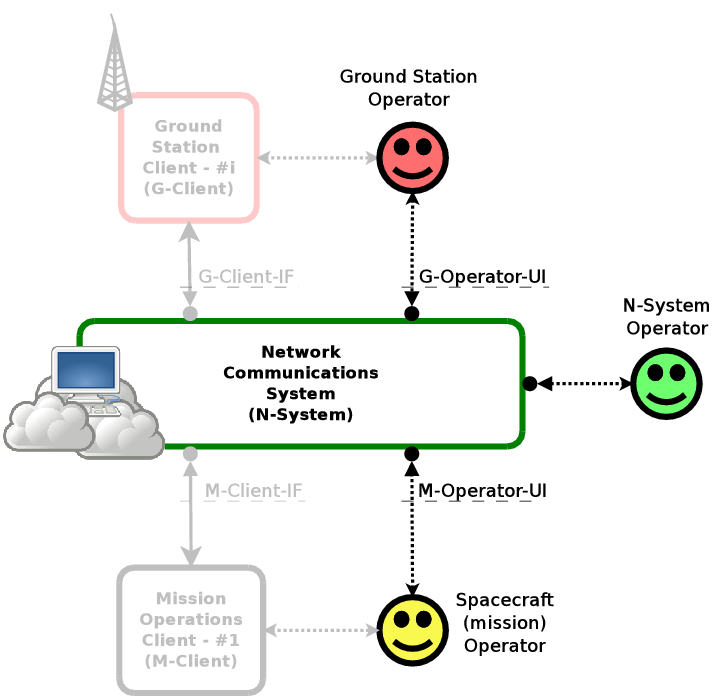 Ground Station
Operator
Ground
Station
Client - #i
(G-Client)
G-Client-IF
G-Operator-UI
N-System
Operator
Network
Communications
System
(N-System)
M-Client-IF
M-Operator-UI
Mission
Operations
Client - #1
(M-Client)
Spacecraft
(mission)
Operator